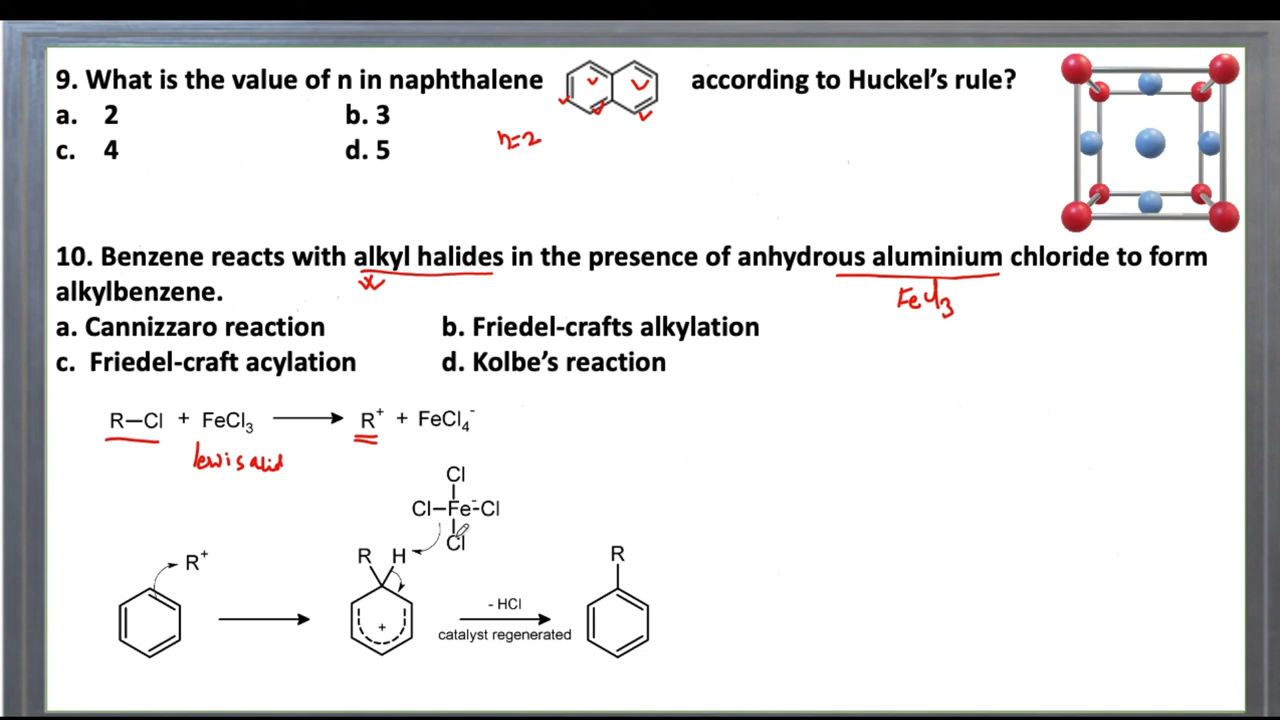 9. What is the value of n in naphthalene according to Huckel's rule?
a. 2 b. 3
c. 4 d. 5
n=2
10. Benzene reacts with alkyl halides in the presence of anhydrous aluminium chloride to form
alkylbenzene.
x
FeCl3
a. Cannizzaro reaction b. Friedel-crafts alkylation
c. Friedel-craft acylation d. Kolbe's reaction
R–Cl + FeCl₃ ⟶ R⁺ + FeCl₄⁻
lewis acid
Cl
Cl–Fe⁻-Cl
Cl
R⁺
R H
R
+
- HCl
catalyst regenerated